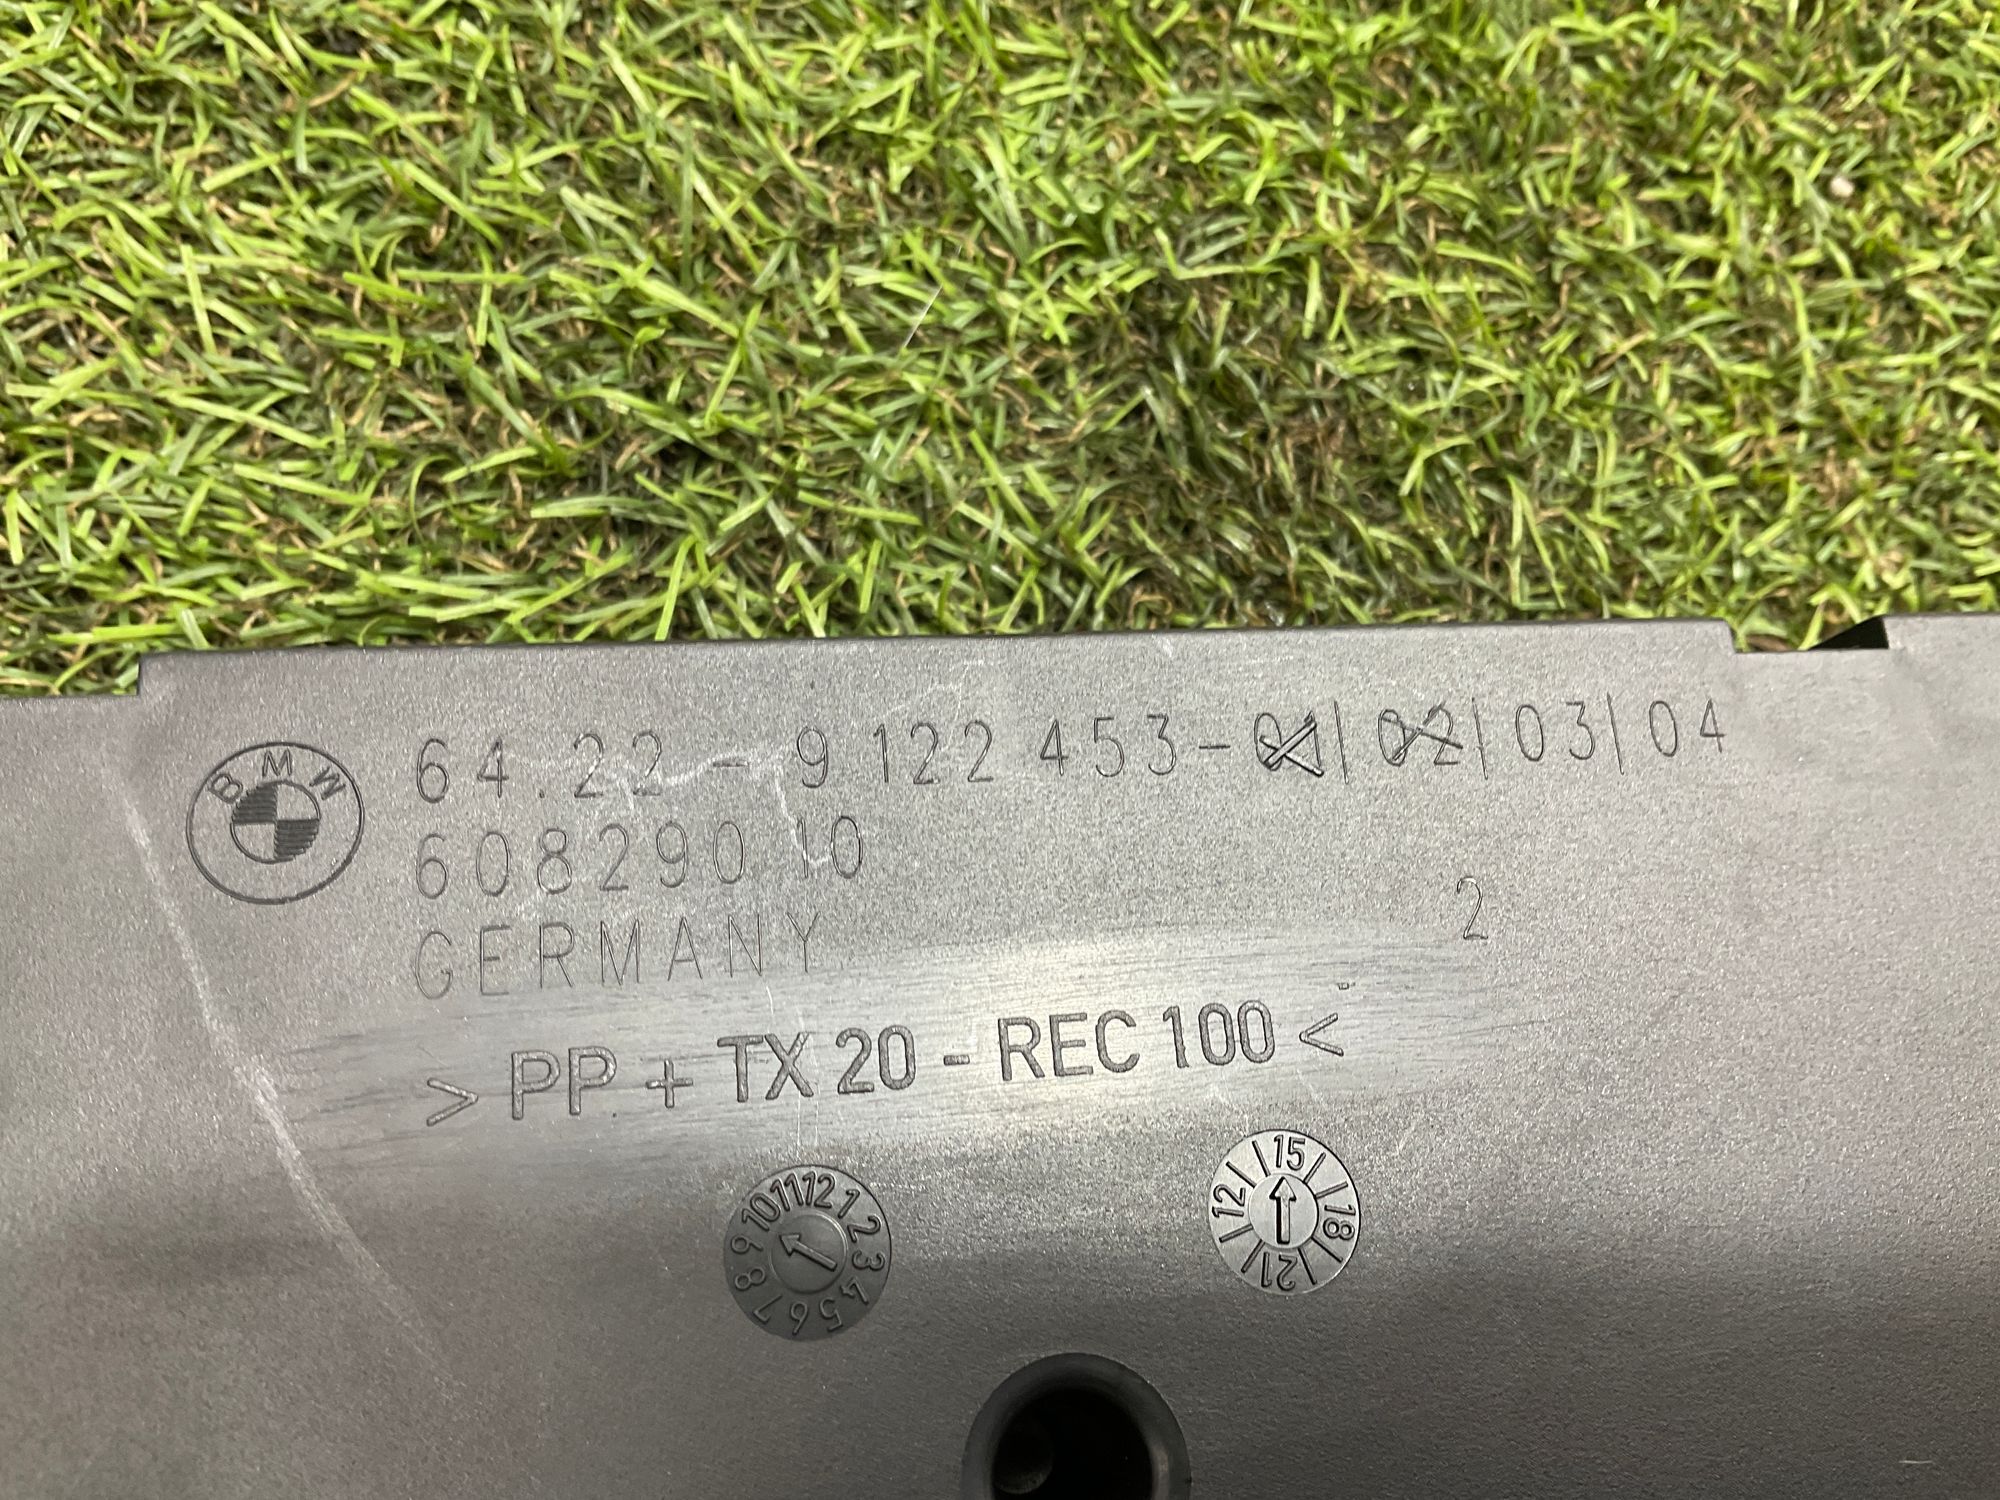 BMW
64.22-9 122 453-01|02|03|04
608290 10
GERMANY
2
> PP + TX 20 - REC 100 <
1 2 3 4 5 6 7 8 9 10 11 12
12 15 18 21